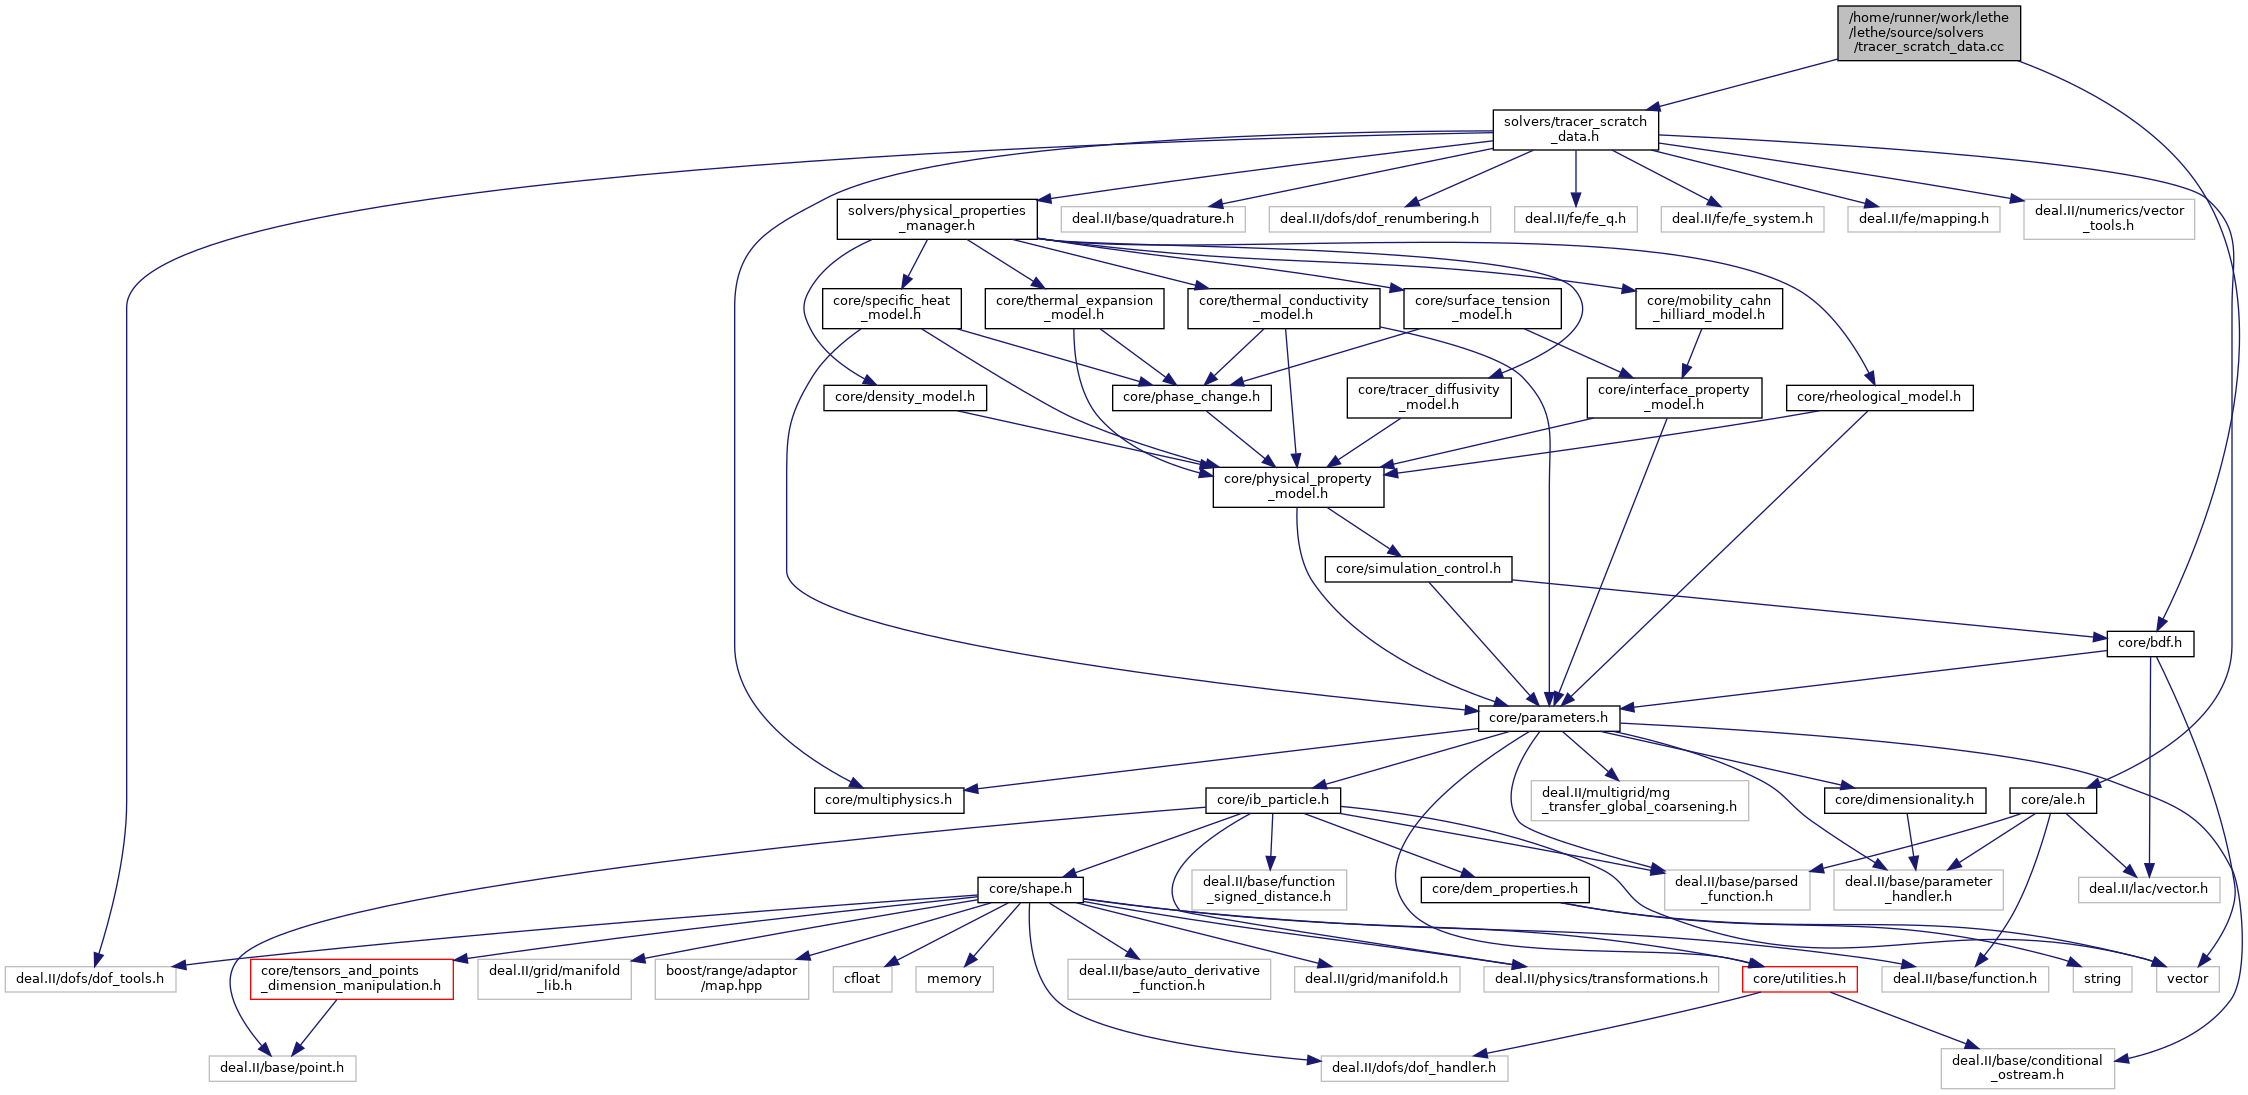 /home/runner/work/lethe
/lethe/source/solvers
/tracer_scratch_data.cc
solvers/tracer_scratch
_data.h
solvers/physical_properties
_manager.h
deal.II/base/quadrature.h
deal.II/dofs/dof_renumbering.h
deal.II/fe/fe_q.h
deal.II/fe/fe_system.h
deal.II/fe/mapping.h
deal.II/numerics/vector
_tools.h
core/specific_heat
_model.h
core/thermal_expansion
_model.h
core/thermal_conductivity
_model.h
core/surface_tension
_model.h
core/mobility_cahn
_hilliard_model.h
core/density_model.h
core/phase_change.h
core/tracer_diffusivity
_model.h
core/interface_property
_model.h
core/rheological_model.h
core/physical_property
_model.h
core/simulation_control.h
core/bdf.h
core/parameters.h
core/multiphysics.h
core/ib_particle.h
deal.II/multigrid/mg
_transfer_global_coarsening.h
core/dimensionality.h
core/ale.h
core/shape.h
deal.II/base/function
_signed_distance.h
core/dem_properties.h
deal.II/base/parsed
_function.h
deal.II/base/parameter
_handler.h
deal.II/lac/vector.h
deal.II/dofs/dof_tools.h
core/tensors_and_points
_dimension_manipulation.h
deal.II/grid/manifold
_lib.h
boost/range/adaptor
/map.hpp
cfloat
memory
deal.II/base/auto_derivative
_function.h
deal.II/grid/manifold.h
deal.II/physics/transformations.h
core/utilities.h
deal.II/base/function.h
string
vector
deal.II/base/point.h
deal.II/dofs/dof_handler.h
deal.II/base/conditional
_ostream.h